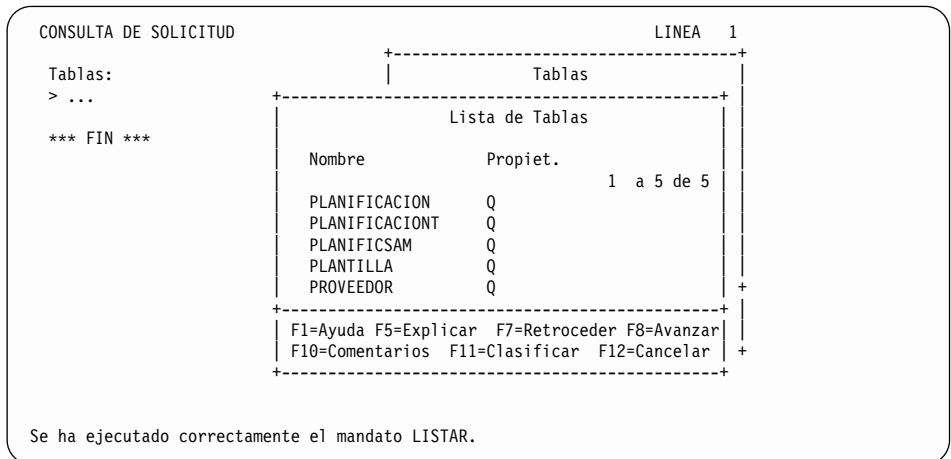 CONSULTA DE SOLICITUD LINEA 1
Tablas: Tablas
> ...
Lista de Tablas
*** FIN ***
Nombre Propiet.
1 a 5 de 5
PLANIFICACION Q
PLANIFICACIONT Q
PLANIFICSAM Q
PLANTILLA Q
PROVEEDOR Q
F1=Ayuda F5=Explicar F7=Retroceder F8=Avanzar
F10=Comentarios F11=Clasificar F12=Cancelar
Se ha ejecutado correctamente el mandato LISTAR.